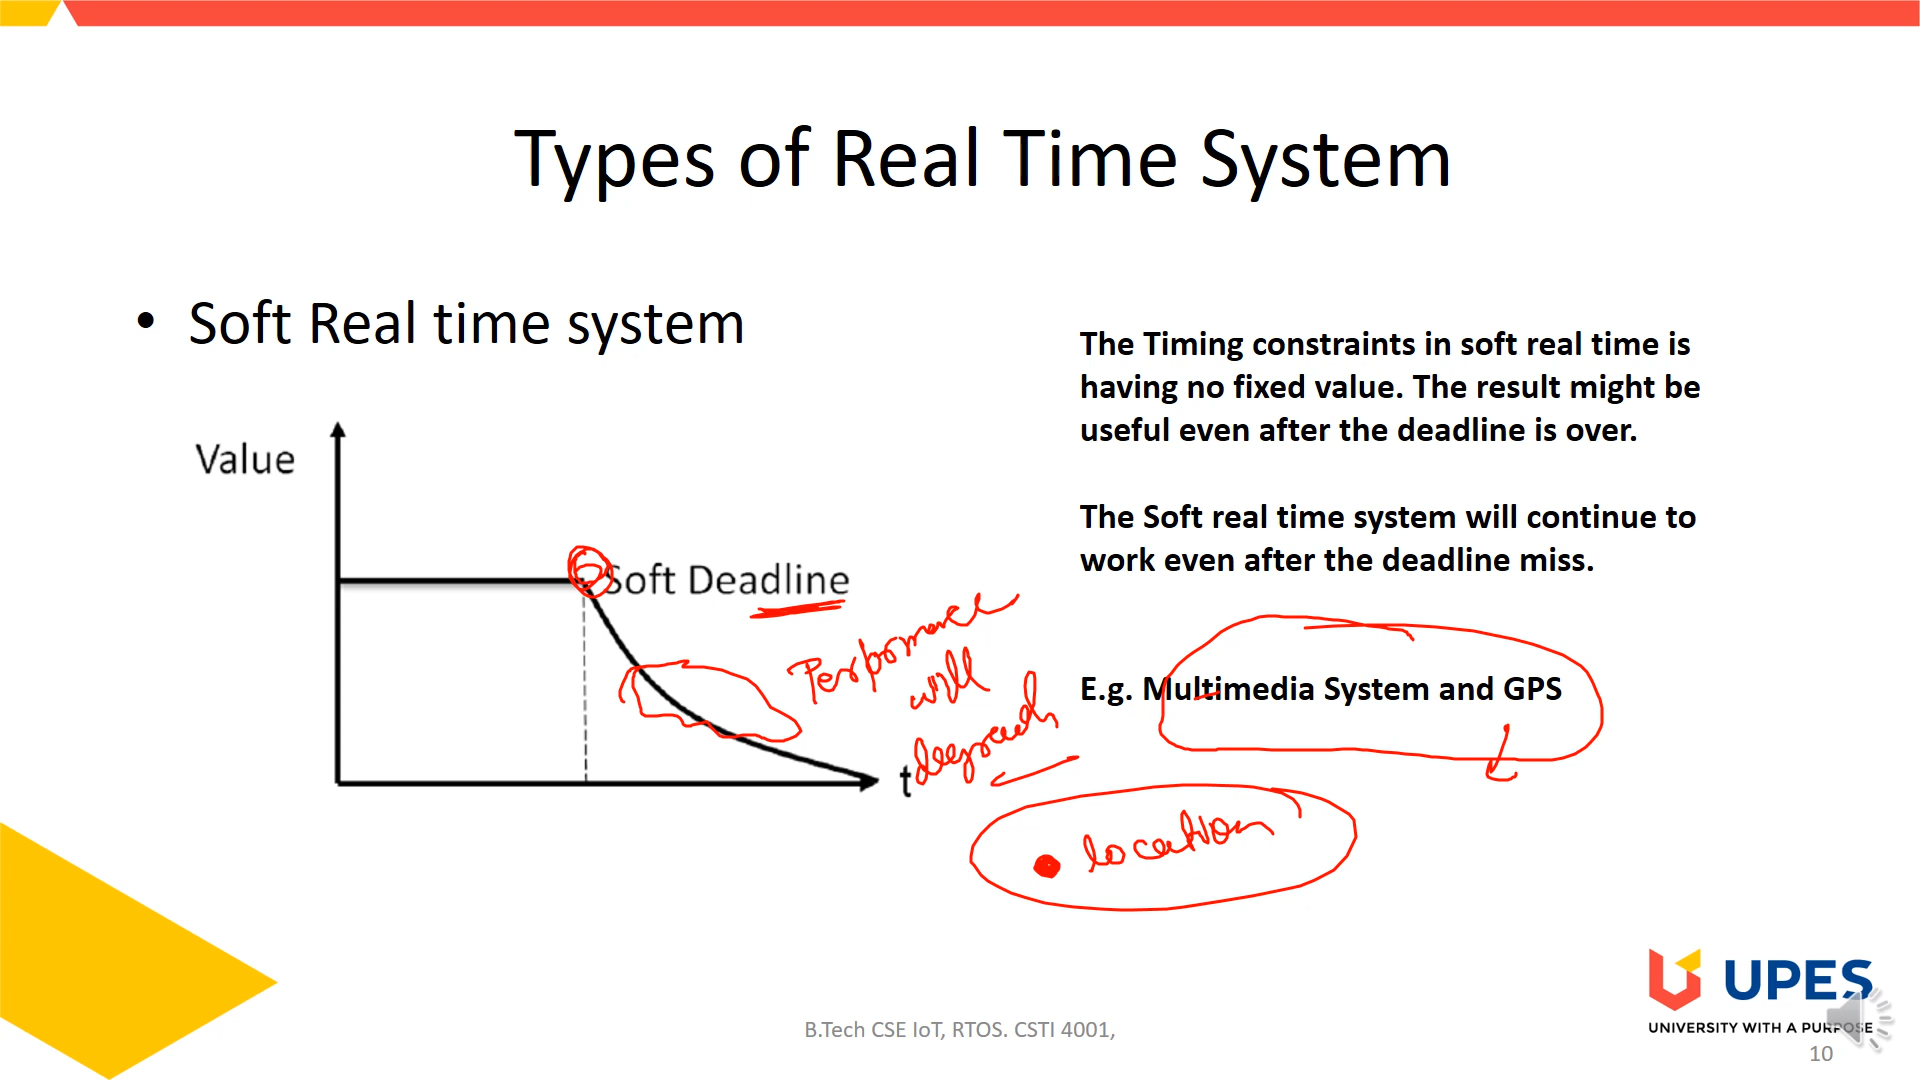 Types of Real Time System
• Soft Real time system
The Timing constraints in soft real time is
having no fixed value. The result might be
useful even after the deadline is over.
The Soft real time system will continue to
work even after the deadline miss.
E.g. Multimedia System and GPS
Value
Soft Deadline
t
Performance
will
location
UPES
UNIVERSITY WITH A PURPOSE
B.Tech CSE IoT, RTOS. CSTI 4001,
10